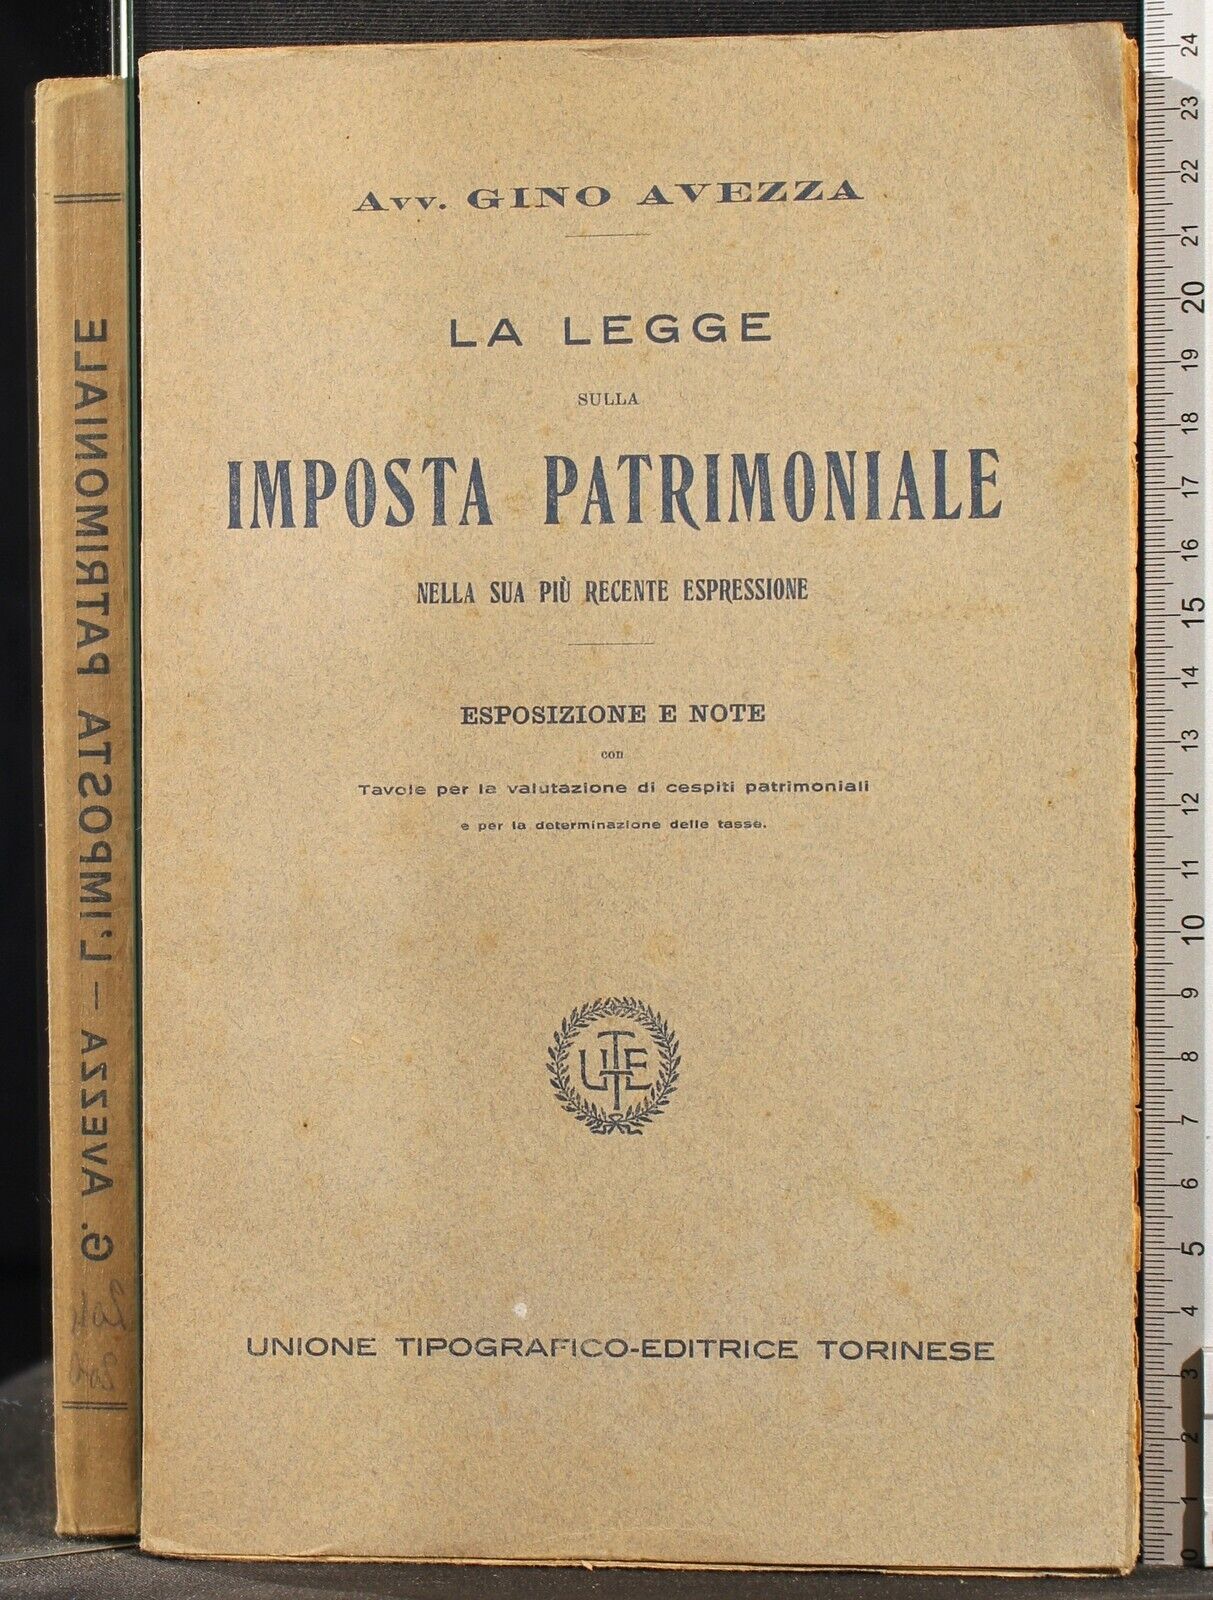 Avv. GINO AVEZZA
LA LEGGE
SULLA
IMPOSTA PATRIMONIALE
NELLA SUA PIÙ RECENTE ESPRESSIONE
ESPOSIZIONE E NOTE
con
Tavole per la valutazione di cespiti patrimoniali
e per la determinazione delle tasse.
UTET
UNIONE TIPOGRAFICO-EDITRICE TORINESE
G. AVEZZA — L'IMPOSTA PATRIMONIALE
24
23
22
21
20
19
18
17
16
15
14
13
12
11
10
9
8
7
6
5
4
3
2
1
0